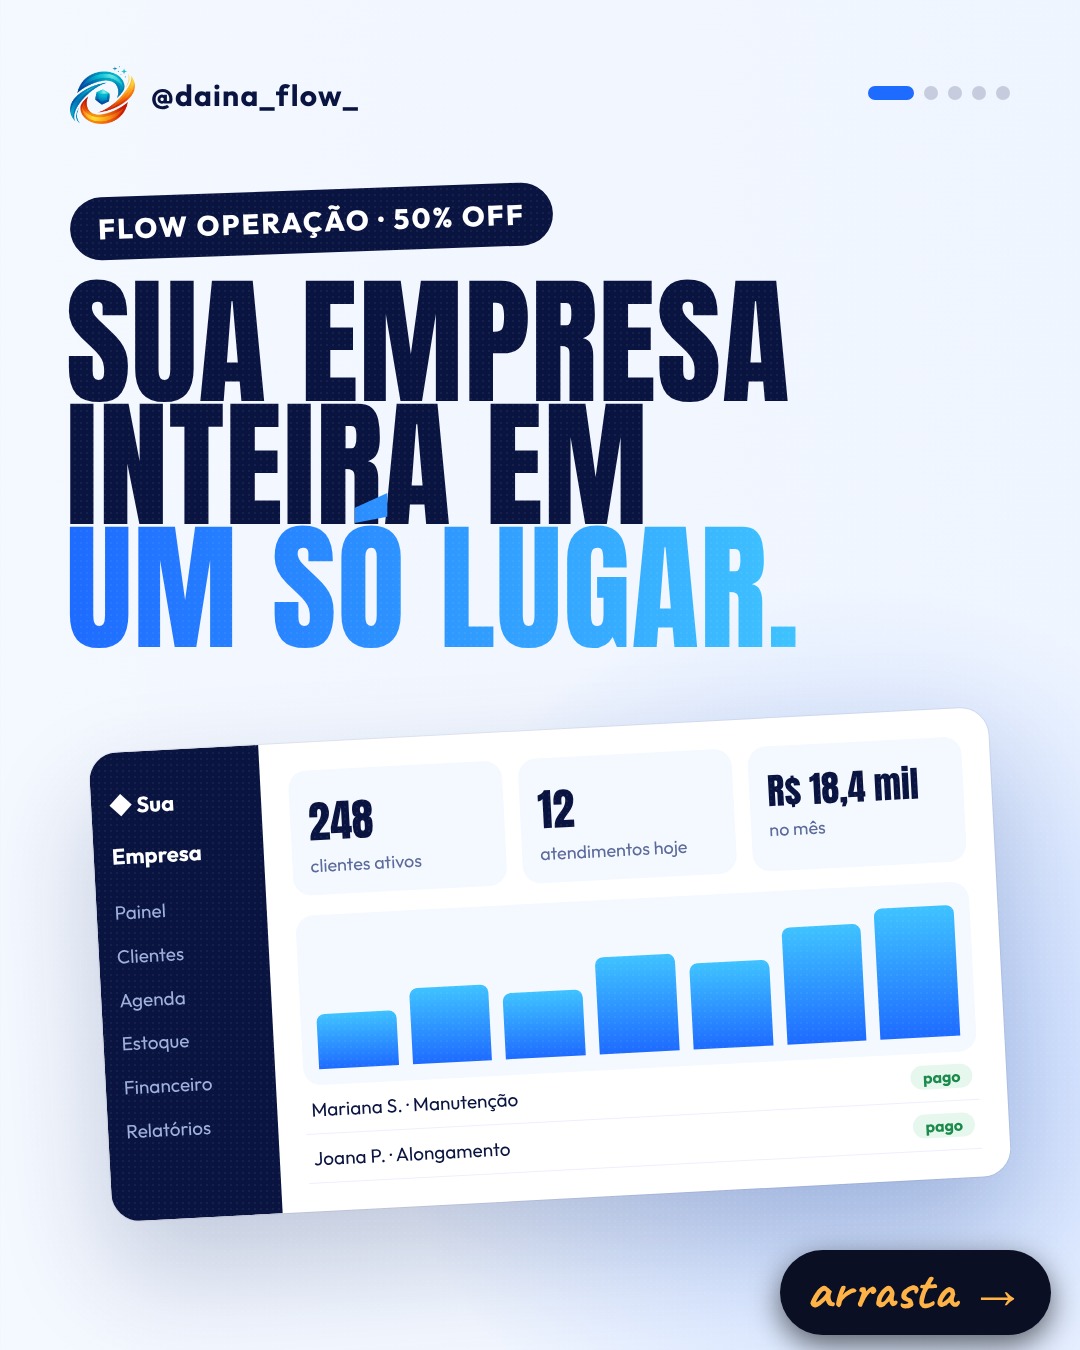 @daina_flow_
FLOW OPERAÇÃO · 50% OFF
SUA EMPRESA
INTEIRA EM
UM SÓ LUGAR.
◆ Sua
Empresa
Painel
Clientes
Agenda
Estoque
Financeiro
Relatórios
248
clientes ativos
12
atendimentos hoje
R$ 18,4 mil
no mês
Mariana S. · Manutenção
pago
Joana P. · Alongamento
pago
arrasta →